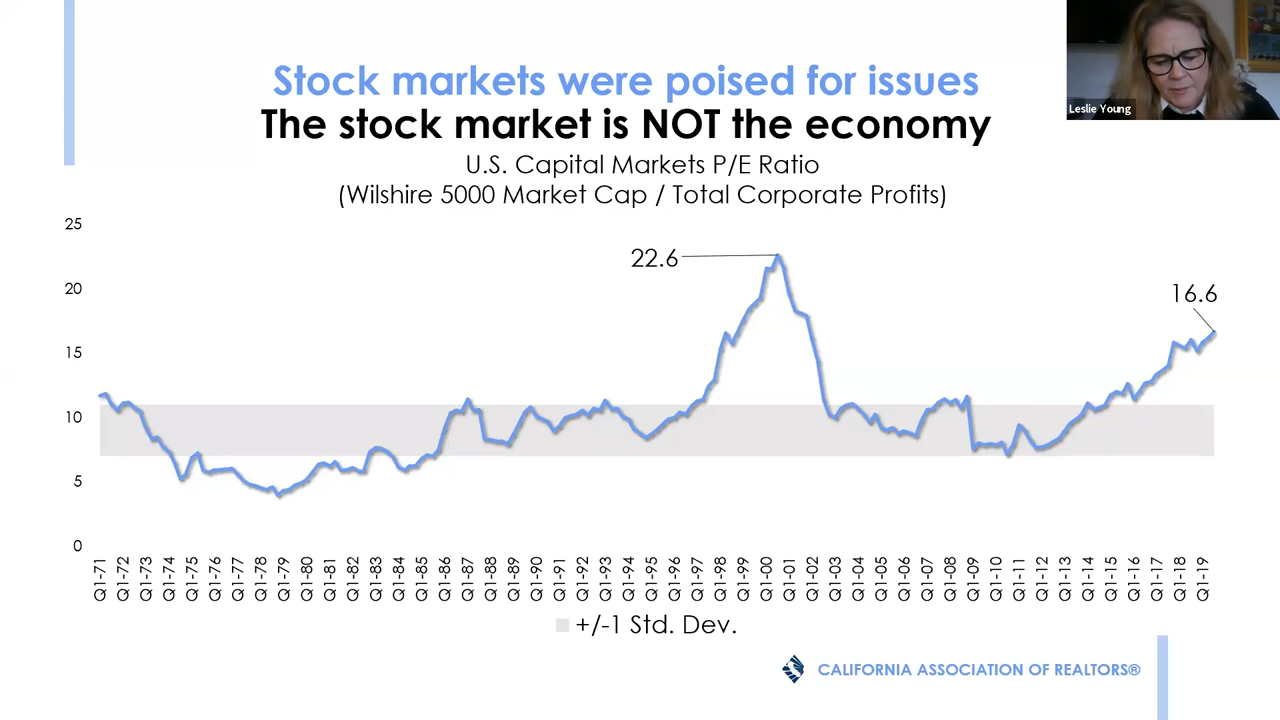 Stock markets were poised for issues
The stock market is NOT the economy
Leslie Young
U.S. Capital Markets P/E Ratio
(Wilshire 5000 Market Cap / Total Corporate Profits)
25
20
15
10
5
0
22.6
16.6
Q1-71
Q1-72
Q1-73
Q1-74
Q1-75
Q1-76
Q1-77
Q1-78
Q1-79
Q1-80
Q1-81
Q1-82
Q1-83
Q1-84
Q1-85
Q1-86
Q1-87
Q1-88
Q1-89
Q1-90
Q1-91
Q1-92
Q1-93
Q1-94
Q1-95
Q1-96
Q1-97
Q1-98
Q1-99
Q1-00
Q1-01
Q1-02
Q1-03
Q1-04
Q1-05
Q1-06
Q1-07
Q1-08
Q1-09
Q1-10
Q1-11
Q1-12
Q1-13
Q1-14
Q1-15
Q1-16
Q1-17
Q1-18
Q1-19
+/-1 Std. Dev.
CALIFORNIA ASSOCIATION OF REALTORS®